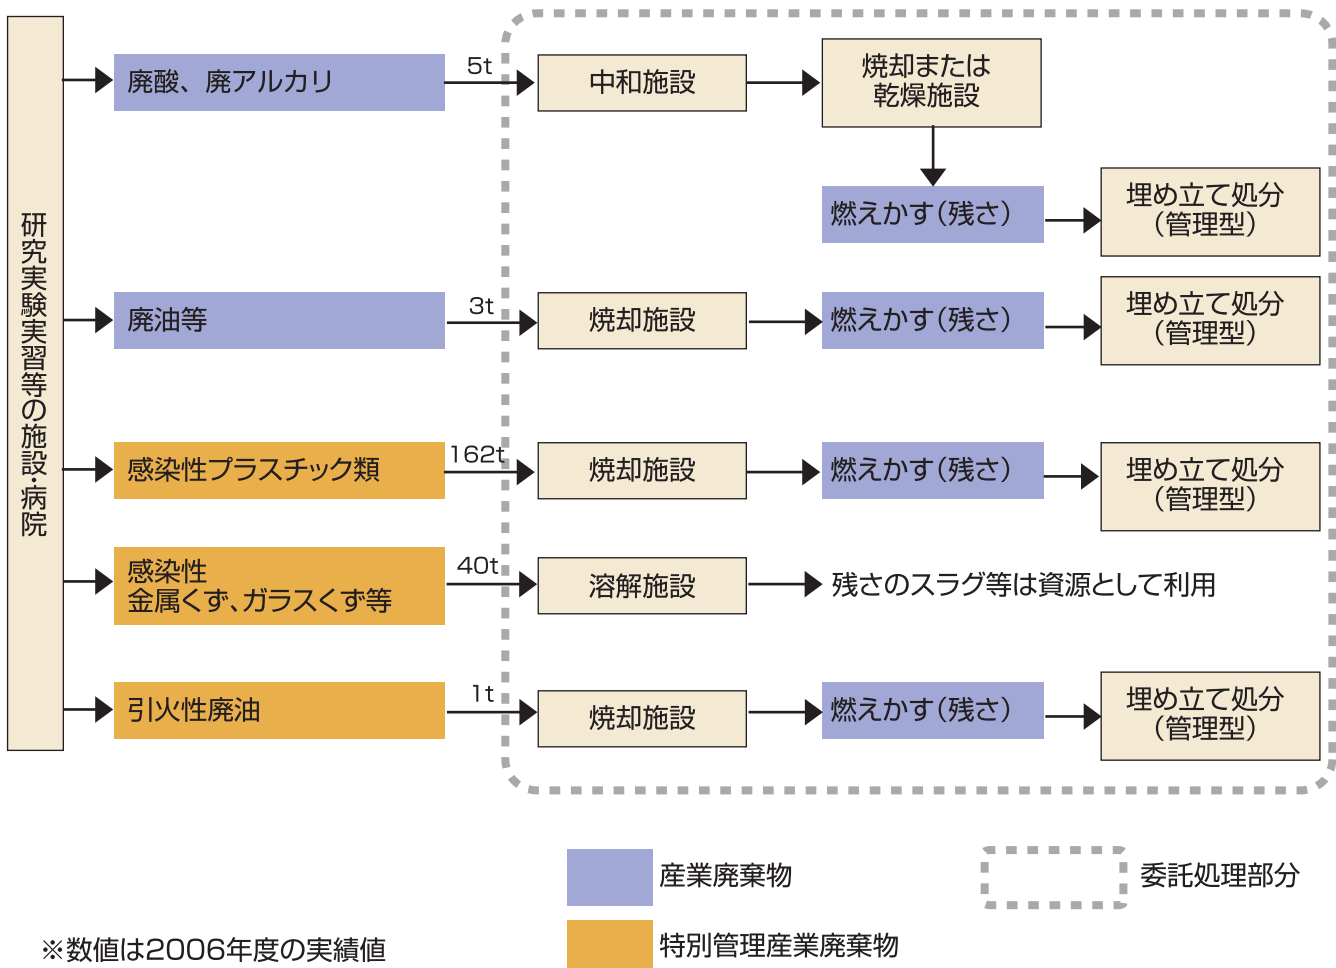 研究実験実習等の施設・病院
廃酸、廃アルカリ
5t
中和施設
焼却または
乾燥施設
燃えかす(残さ)
埋め立て処分
(管理型)
廃油等
3t
焼却施設
燃えかす(残さ)
埋め立て処分
(管理型)
感染性プラスチック類
162t
焼却施設
燃えかす(残さ)
埋め立て処分
(管理型)
感染性
金属くず、ガラスくず等
40t
溶解施設
残さのスラグ等は資源として利用
引火性廃油
1t
焼却施設
燃えかす(残さ)
埋め立て処分
(管理型)
産業廃棄物
委託処理部分
特別管理産業廃棄物
※数値は2006年度の実績値